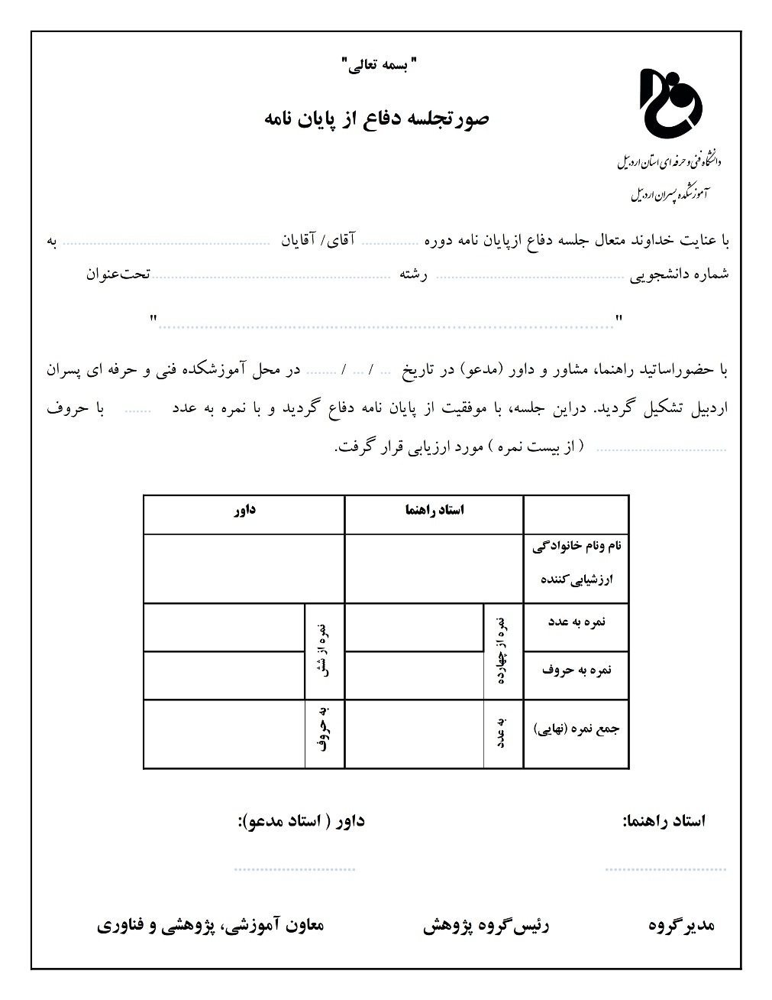 " بسمه تعالی"
صورتجلسه دفاع از پایان نامه
دانشگاه فنی و حرفه ای استان اردبیل
آموزشکده پسران اردبیل
با عنایت خداوند متعال جلسه دفاع ازپایان نامه دوره ............... آقای/ آقایان ...................................................... به
شماره دانشجویی ................................................. رشته ..............................................................تحت‌عنوان
"..................................................................................."
با حضوراساتید راهنما، مشاور و داور (مدعو) در تاریخ ... / ... / ........ در محل آموزشکده فنی و حرفه ای پسران
اردبیل تشکیل گردید. دراین جلسه، با موفقیت از پایان نامه دفاع گردید و با نمره به عدد ....... با حروف
.................................. ( از بیست نمره ) مورد ارزیابی قرار گرفت.
استاد راهنما داور
نام ونام خانوادگی
ارزشیابی‌کننده
نمره به عدد
نمره از چهارده
نمره از شش
نمره به حروف
جمع نمره (نهایی)
به عدد
به حروف
استاد راهنما: داور ( استاد مدعو):
............................ ............................
مدیرگروه رئیس‌گروه پژوهش معاون آموزشی، پژوهشی و فناوری